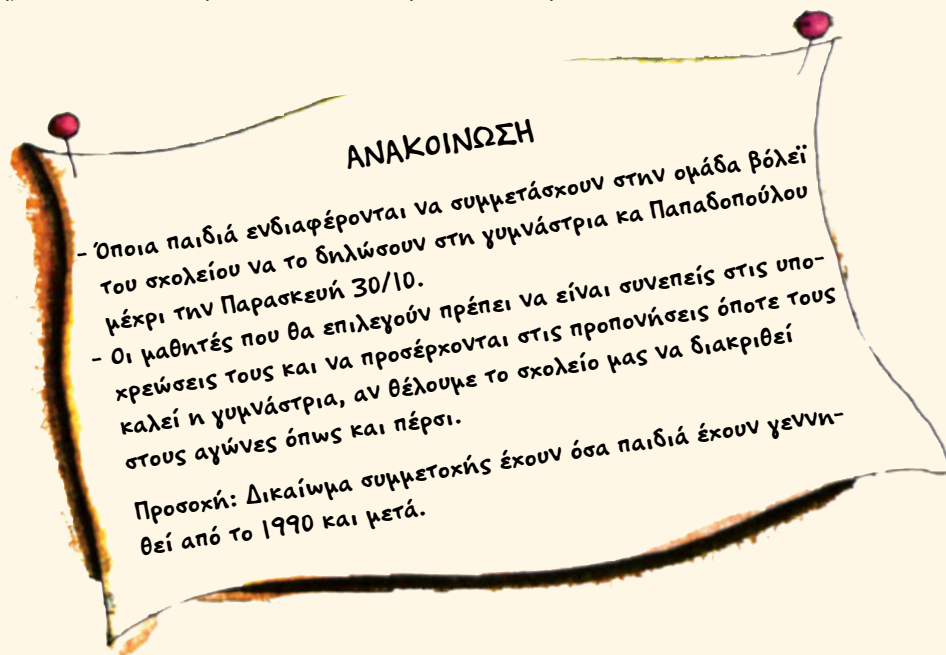 ΑΝΑΚΟΙΝΩΣΗ
- Όποια παιδιά ενδιαφέρονται να συμμετάσχουν στην ομάδα βόλεϊ
του σχολείου να το δηλώσουν στη γυμνάστρια κα Παπαδοπούλου
μέχρι την Παρασκευή 30/10.
- Οι μαθητές που θα επιλεγούν πρέπει να είναι συνεπείς στις υπο-
χρεώσεις τους και να προσέρχονται στις προπονήσεις όποτε τους
καλεί η γυμνάστρια, αν θέλουμε το σχολείο μας να διακριθεί
στους αγώνες όπως και πέρσι.
Προσοχή: Δικαίωμα συμμετοχής έχουν όσα παιδιά έχουν γεννη-
θεί από το 1990 και μετά.